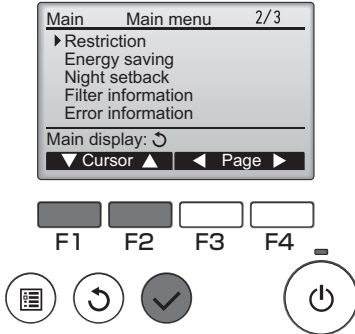 Main Main menu 2/3
Restriction
Energy saving
Night setback
Filter information
Error information
Main display:
Cursor Page
F1 F2 F3 F4